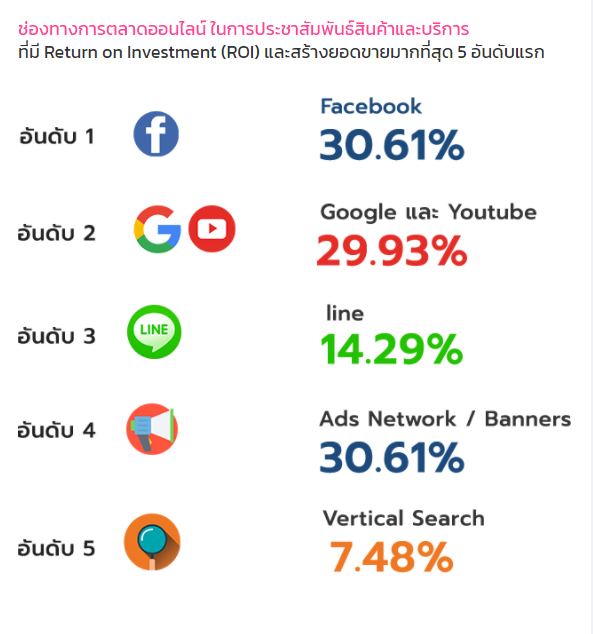 ช่องทางการตลาดออนไลน์ ในการประชาสัมพันธ์สินค้าและบริการ
ที่มี Return on Investment (ROI) และสร้างยอดขายมากที่สุด 5 อันดับแรก
อันดับ 1
Facebook
30.61%
อันดับ 2
Google และ Youtube
29.93%
อันดับ 3
LINE
line
14.29%
อันดับ 4
Ads Network / Banners
30.61%
อันดับ 5
Vertical Search
7.48%